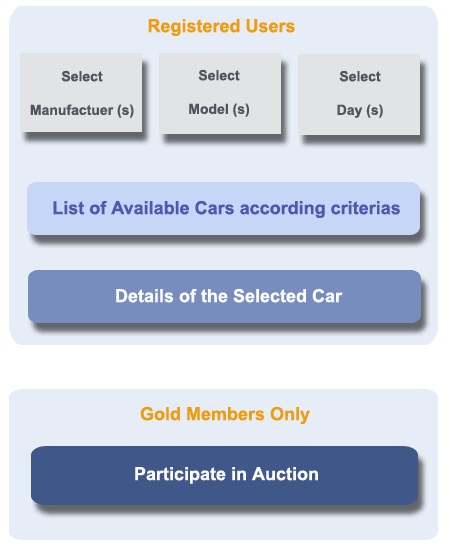 Registered Users
Select
Manufactuer (s)
Select
Model (s)
Select
Day (s)
List of Available Cars according criterias
Details of the Selected Car
Gold Members Only
Participate in Auction